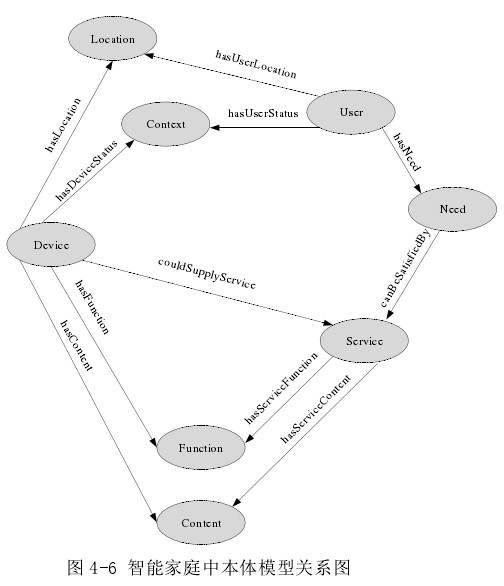 Location
hasUserLocation
User
Context
hasUserStatus
hasLocation
hasDeviceStatus
hasNeed
Need
Device
canBeSatisfiedBy
couldSupplyService
hasFunction
hasContent
Service
hasServiceFunction
hasServiceContent
Function
Content
图 4-6 智能家庭中本体模型关系图